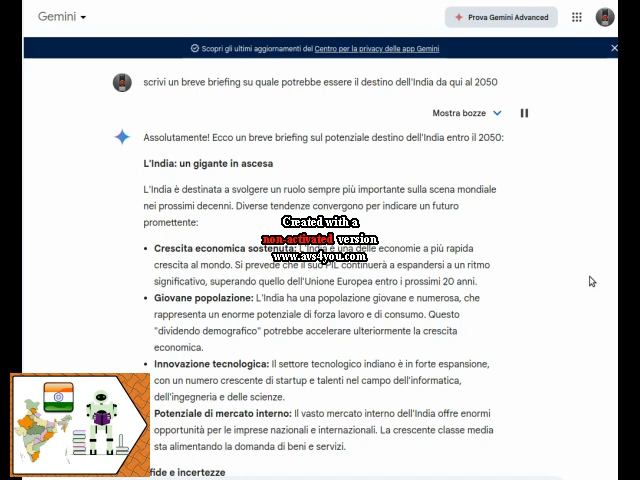 Gemini
Prova Gemini Advanced
Scopri gli ultimi aggiornamenti del Centro per la privacy delle app Gemini
scrivi un breve briefing su quale potrebbe essere il destino dell'India da qui al 2050
Mostra bozze
Assolutamente! Ecco un breve briefing sul potenziale destino dell'India entro il 2050:
L'India: un gigante in ascesa
L'India è destinata a svolgere un ruolo sempre più importante sulla scena mondiale
nei prossimi decenni. Diverse tendenze convergono per indicare un futuro
promettente:
Created with a
non-activated version
www.avs4you.com
• Crescita economica sostenuta: L'India è una delle economie a più rapida
crescita al mondo. Si prevede che il suo PIL continuerà a espandersi a un ritmo
significativo, superando quello dell'Unione Europea entro i prossimi 20 anni.
• Giovane popolazione: L'India ha una popolazione giovane e numerosa, che
rappresenta un enorme potenziale di forza lavoro e di consumo. Questo
"dividendo demografico" potrebbe accelerare ulteriormente la crescita
economica.
• Innovazione tecnologica: Il settore tecnologico indiano è in forte espansione,
con un numero crescente di startup e talenti nel campo dell'informatica,
dell'ingegneria e delle scienze.
Potenziale di mercato interno: Il vasto mercato interno dell'India offre enormi
opportunità per le imprese nazionali e internazionali. La crescente classe media
sta alimentando la domanda di beni e servizi.
fide e incertezze